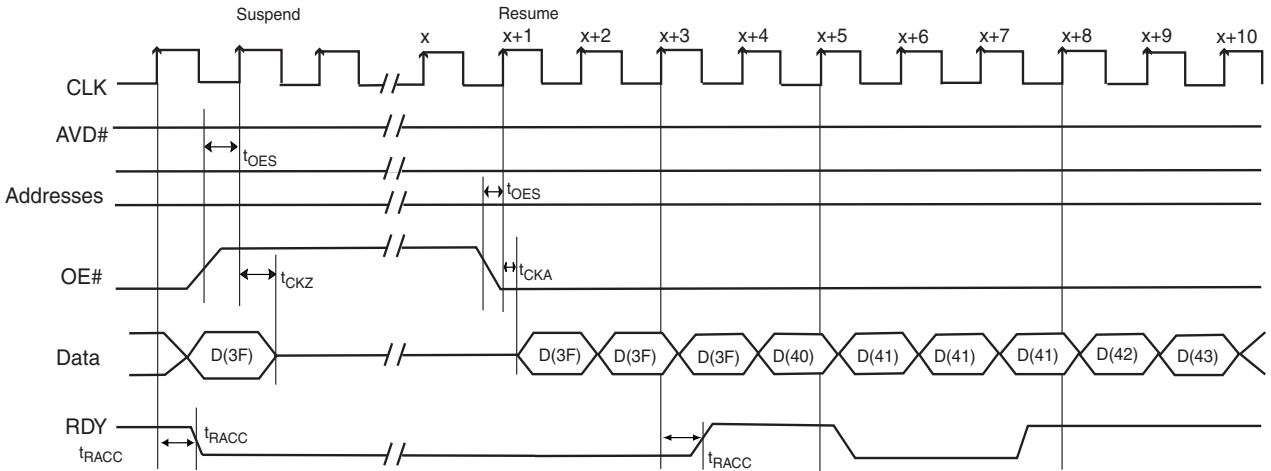 Suspend Resume
x x+1 x+2 x+3 x+4 x+5 x+6 x+7 x+8 x+9 x+10
CLK
AVD#
tOES
Addresses
tOES
OE#
tCKZ
tCKA
Data
D(3F) D(3F) D(3F) D(3F) D(40) D(41) D(41) D(41) D(42) D(43)
RDY
tRACC
tRACC
tRACC